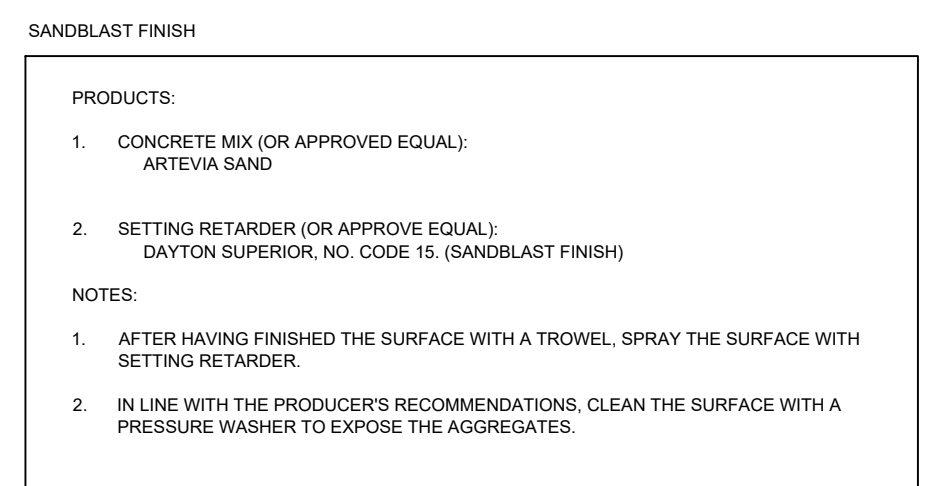 SANDBLAST FINISH
PRODUCTS:
1. CONCRETE MIX (OR APPROVED EQUAL):
ARTEVIA SAND
2. SETTING RETARDER (OR APPROVE EQUAL):
DAYTON SUPERIOR, NO. CODE 15. (SANDBLAST FINISH)
NOTES:
1. AFTER HAVING FINISHED THE SURFACE WITH A TROWEL, SPRAY THE SURFACE WITH
SETTING RETARDER.
2. IN LINE WITH THE PRODUCER'S RECOMMENDATIONS, CLEAN THE SURFACE WITH A
PRESSURE WASHER TO EXPOSE THE AGGREGATES.